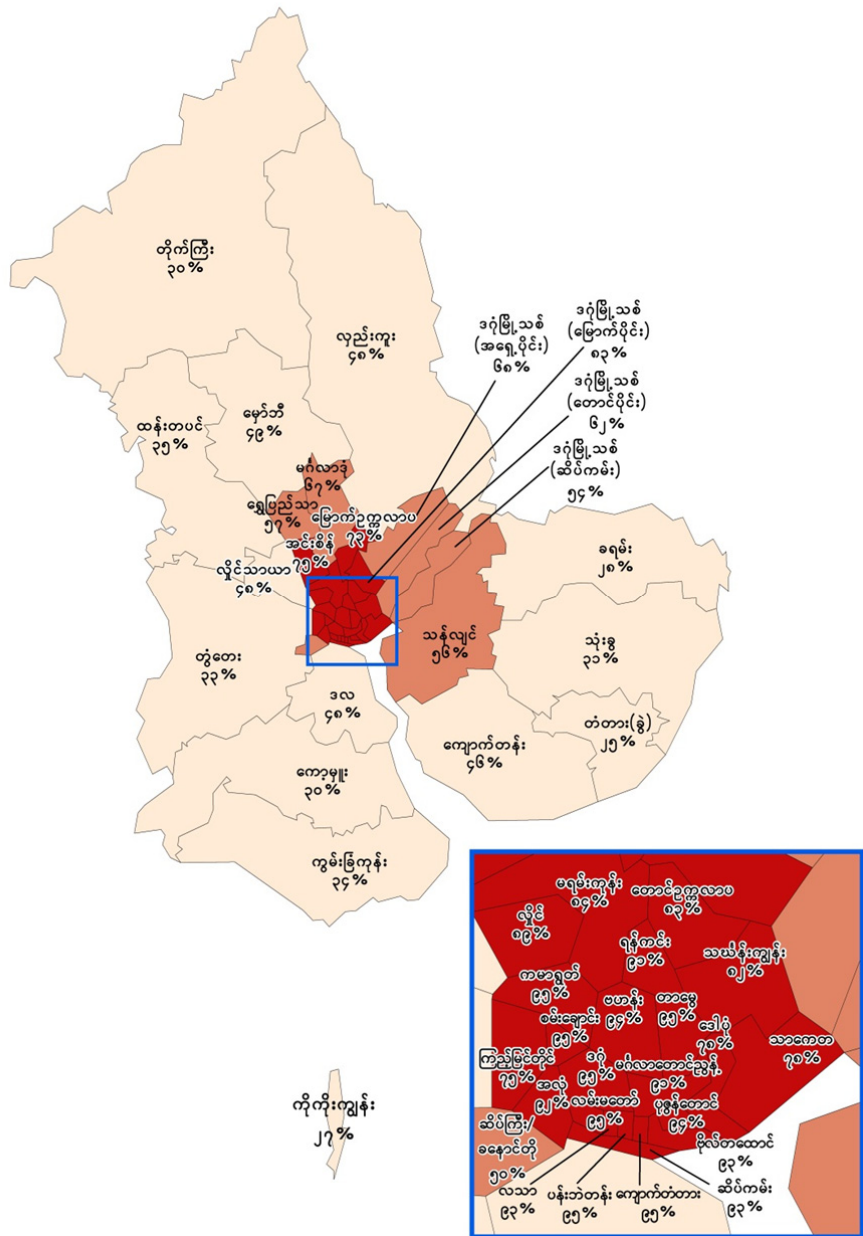 တိုက်ကြီး
၃၀%
လှည်းကူး
၄၈%
ဒဂုံမြို့သစ်
(အရှေ့ပိုင်း)
၆၈%
ဒဂုံမြို့သစ်
(မြောက်ပိုင်း)
၈၃%
ဒဂုံမြို့သစ်
(တောင်ပိုင်း)
၆၂%
ဒဂုံမြို့သစ်
(ဆိပ်ကမ်း)
၅၄%
ထန်းတပင်
၃၅%
မှော်ဘီ
၄၉%
မင်္ဂလာဒုံ
၆၇%
ရွှေပြည်သာ
၅၇%
မြောက်ဥက္ကလာပ
၇၃%
အင်းစိန်
၇၅%
လှိုင်သာယာ
၄၈%
ခရမ်း
၂၈%
သန်လျင်
၅၆%
သုံးခွ
၃၁%
တွံတေး
၃၃%
ဒလ
၄၈%
တံတား(ခွဲ)
၂၅%
ကျောက်တန်း
၄၆%
ကော့မှူး
၃၀%
ကွမ်းခြံကုန်း
၃၄%
ကိုကိုးကျွန်း
၂၇%
မရမ်းကုန်း
၈၄%
တောင်ဥက္ကလာပ
၈၃%
လှိုင်
၈၉%
ရန်ကင်း
၉၁%
သင်္ဃန်းကျွန်း
၈၂%
ကမာရွတ်
၉၅%
ဗဟန်း
၉၄%
တာမွေ
၉၅%
စမ်းချောင်း
၉၅%
ဒေါပုံ
၇၈%
သာကေတ
၇၈%
ကြည့်မြင်တိုင်
၇၅%
ဒဂုံ
၉၅%
မင်္ဂလာတောင်ညွန့်
၉၁%
အလုံ
၉၂%
လမ်းမတော်
၉၅%
ပုဇွန်တောင်
၉၄%
ဆိပ်ကြီး/
ခနောင်တို
၅၀%
ဗိုလ်တထောင်
၉၃%
လသာ
၉၃%
ပန်းဘဲတန်း
၉၅%
ကျောက်တံတား
၉၅%
ဆိပ်ကမ်း
၉၃%